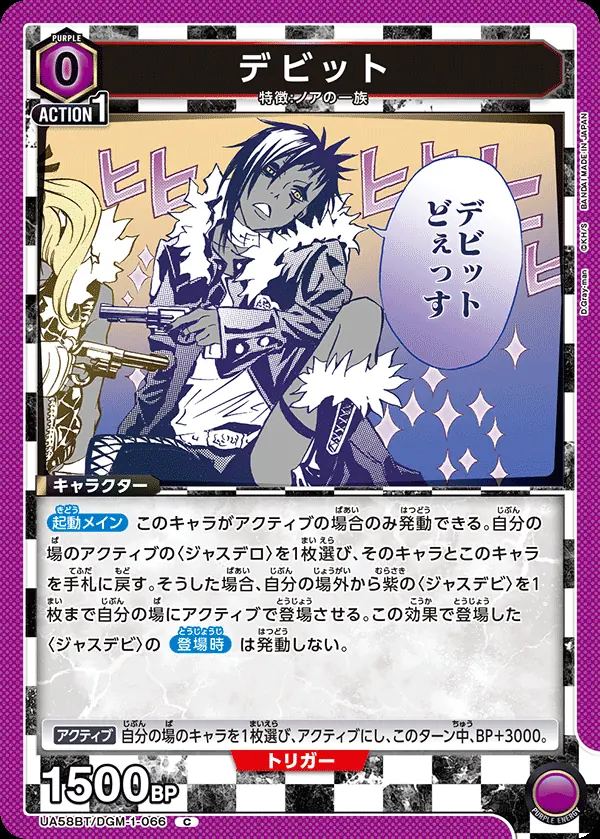 PURPLE
0
ACTION 1
デビット
特徴:ノアの一族
ヒヒ
ヒヒヒヒ
デビット
どぇっす
D.Gray-man ©KH/S BANDAI MADE IN JAPAN
キャラクター
起動メイン このキャラがアクティブの場合のみ発動できる。自分の
場のアクティブの〈ジャスデロ〉を1枚選び、そのキャラとこのキャラ
を手札に戻す。そうした場合、自分の場外から紫の〈ジャスデビ〉を1
枚まで自分の場にアクティブで登場させる。この効果で登場した
〈ジャスデビ〉の 登場時 は発動しない。
アクティブ 自分の場のキャラを1枚選び、アクティブにし、このターン中、BP+3000。
トリガー
1500BP
UA58BT/DGM-1-066 C
PURPLE ENERGY